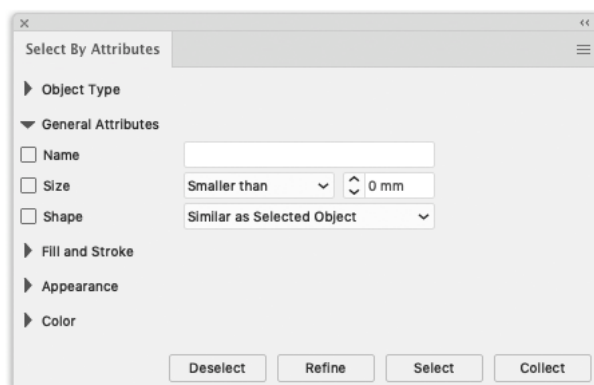 Select By Attributes
Object Type
General Attributes
Name
Size Smaller than 0 mm
Shape Similar as Selected Object
Fill and Stroke
Appearance
Color
Deselect Refine Select Collect